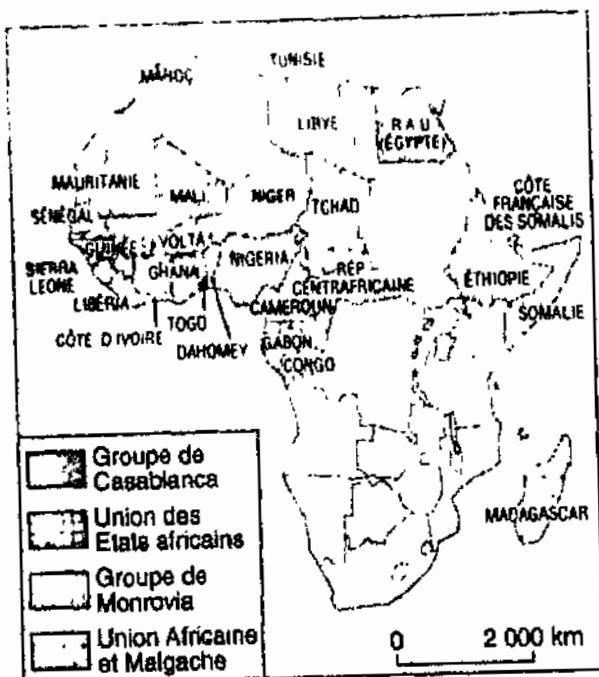 MAROC
TUNISIE
LIBYE
RAU
(ÉGYPTE)
MAURITANIE
MALI
NIGER
TCHAD
CÔTE
FRANÇAISE
DES SOMALIS
SÉNÉGAL
GUINÉE
VOLTA
NIGERIA
SIERRA
LEONE
GHANA
RÉP
CENTRAFRICAINE
ÉTHIOPIE
LIBÉRIA
CAMEROUN
SOMALIE
CÔTE D'IVOIRE
TOGO
DAHOMEY
GABON
CONGO
MADAGASCAR
Groupe de
Casablanca
Union des
Etats africains
Groupe de
Monrovia
Union Africaine
et Malgache
0 2 000 km